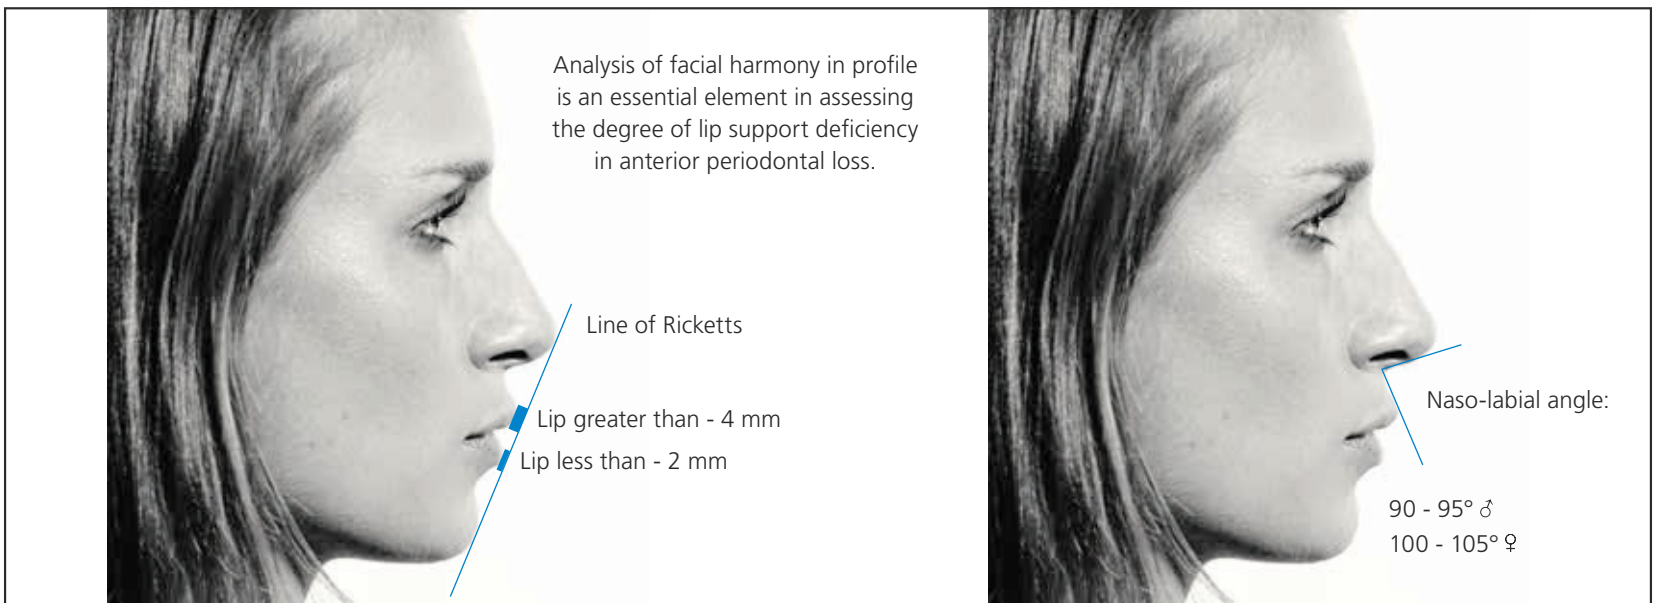 Analysis of facial harmony in profile
is an essential element in assessing
the degree of lip support deficiency
in anterior periodontal loss.
Line of Ricketts
Lip greater than - 4 mm
Lip less than - 2 mm
Naso-labial angle:
90 - 95° ♂
100 - 105° ♀